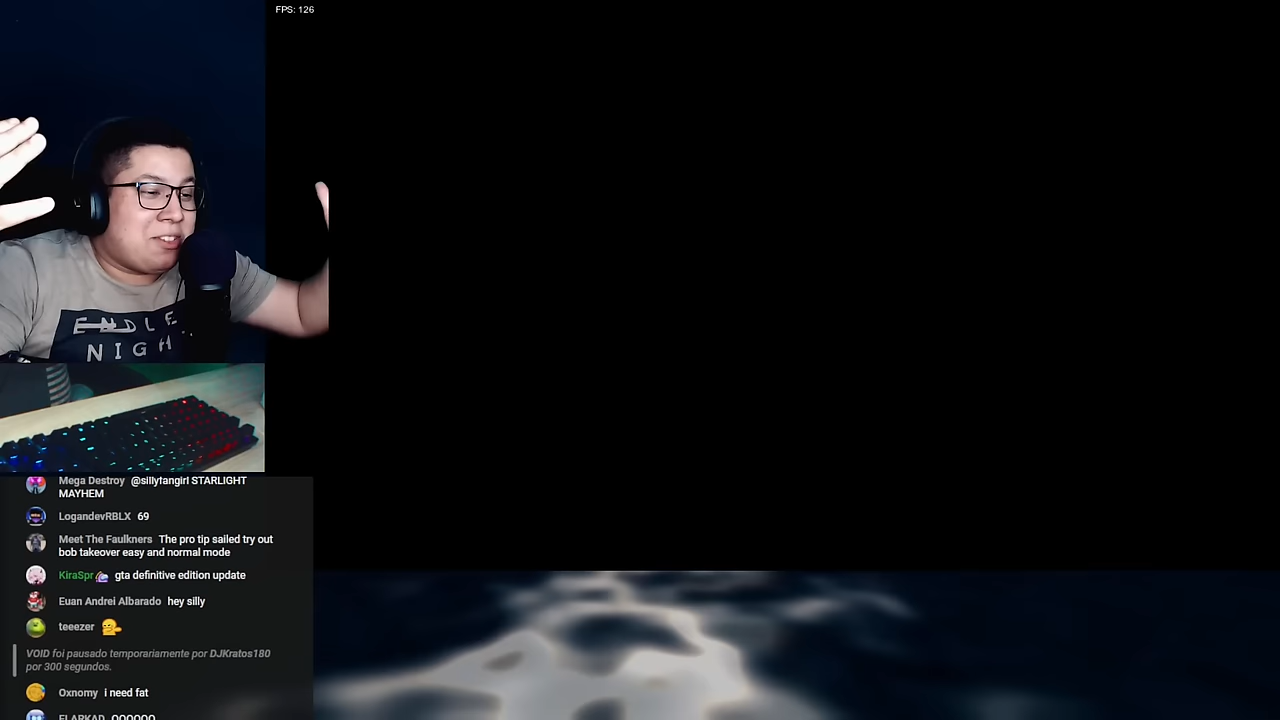 FPS: 126
ENDLE
NIGH
Mega Destroy @sillyfangirl STARLIGHT
MAYHEM
LogandevRBLX 69
Meet The Faulkners The pro tip sailed try out
bob takeover easy and normal mode
KiraSpr gta definitive edition update
Euan Andrei Albarado hey silly
teeezer
VOID foi pausado temporariamente por DJKratos180
por 300 segundos.
Oxnomy i need fat